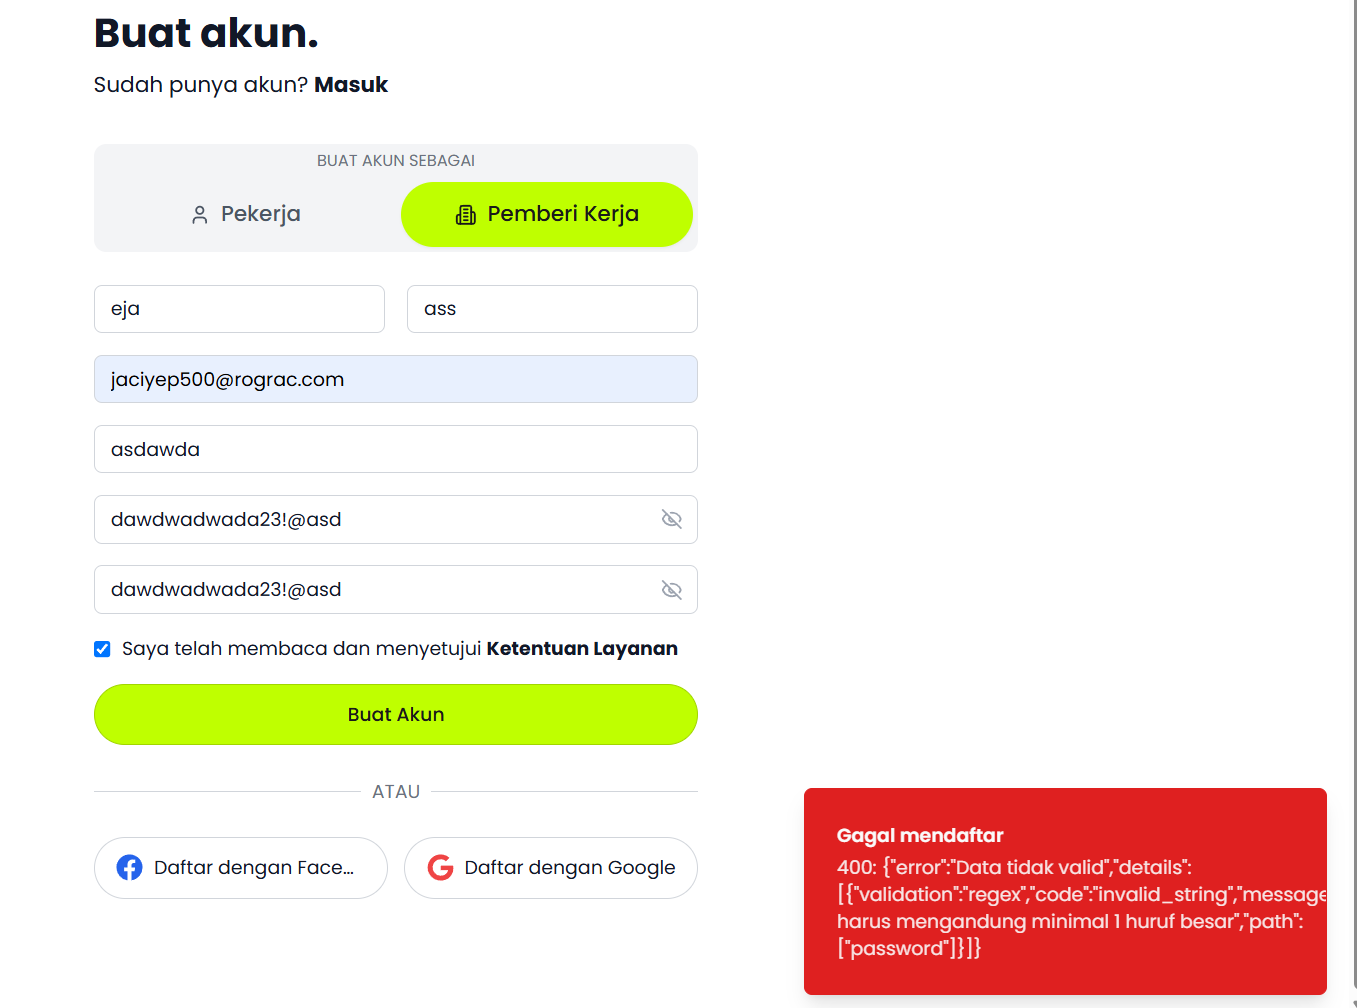 Buat akun.
Sudah punya akun? Masuk
BUAT AKUN SEBAGAI
Pekerja
Pemberi Kerja
eja
ass
jaciyep500@rograc.com
asdawda
dawdwadwada23!@asd
dawdwadwada23!@asd
Saya telah membaca dan menyetujui Ketentuan Layanan
Buat Akun
ATAU
Daftar dengan Face...
Daftar dengan Google
Gagal mendaftar
400: {"error":"Data tidak valid","details":
[{"validation":"regex","code":"invalid_string","message
harus mengandung minimal 1 huruf besar","path":
["password"]}]}